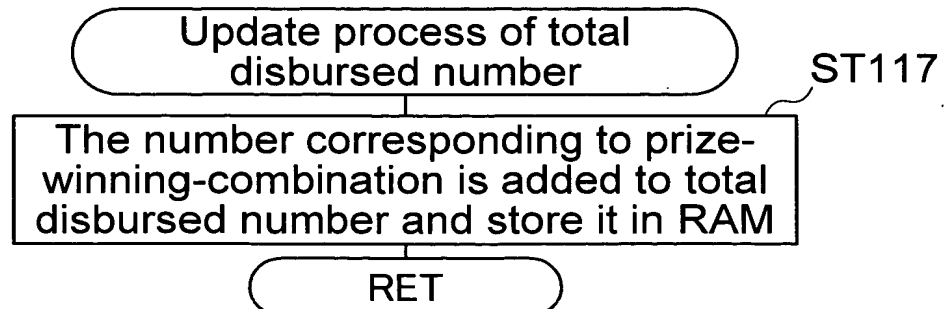 Update process of total
disbursed number
ST117
The number corresponding to prize-
winning-combination is added to total
disbursed number and store it in RAM
RET